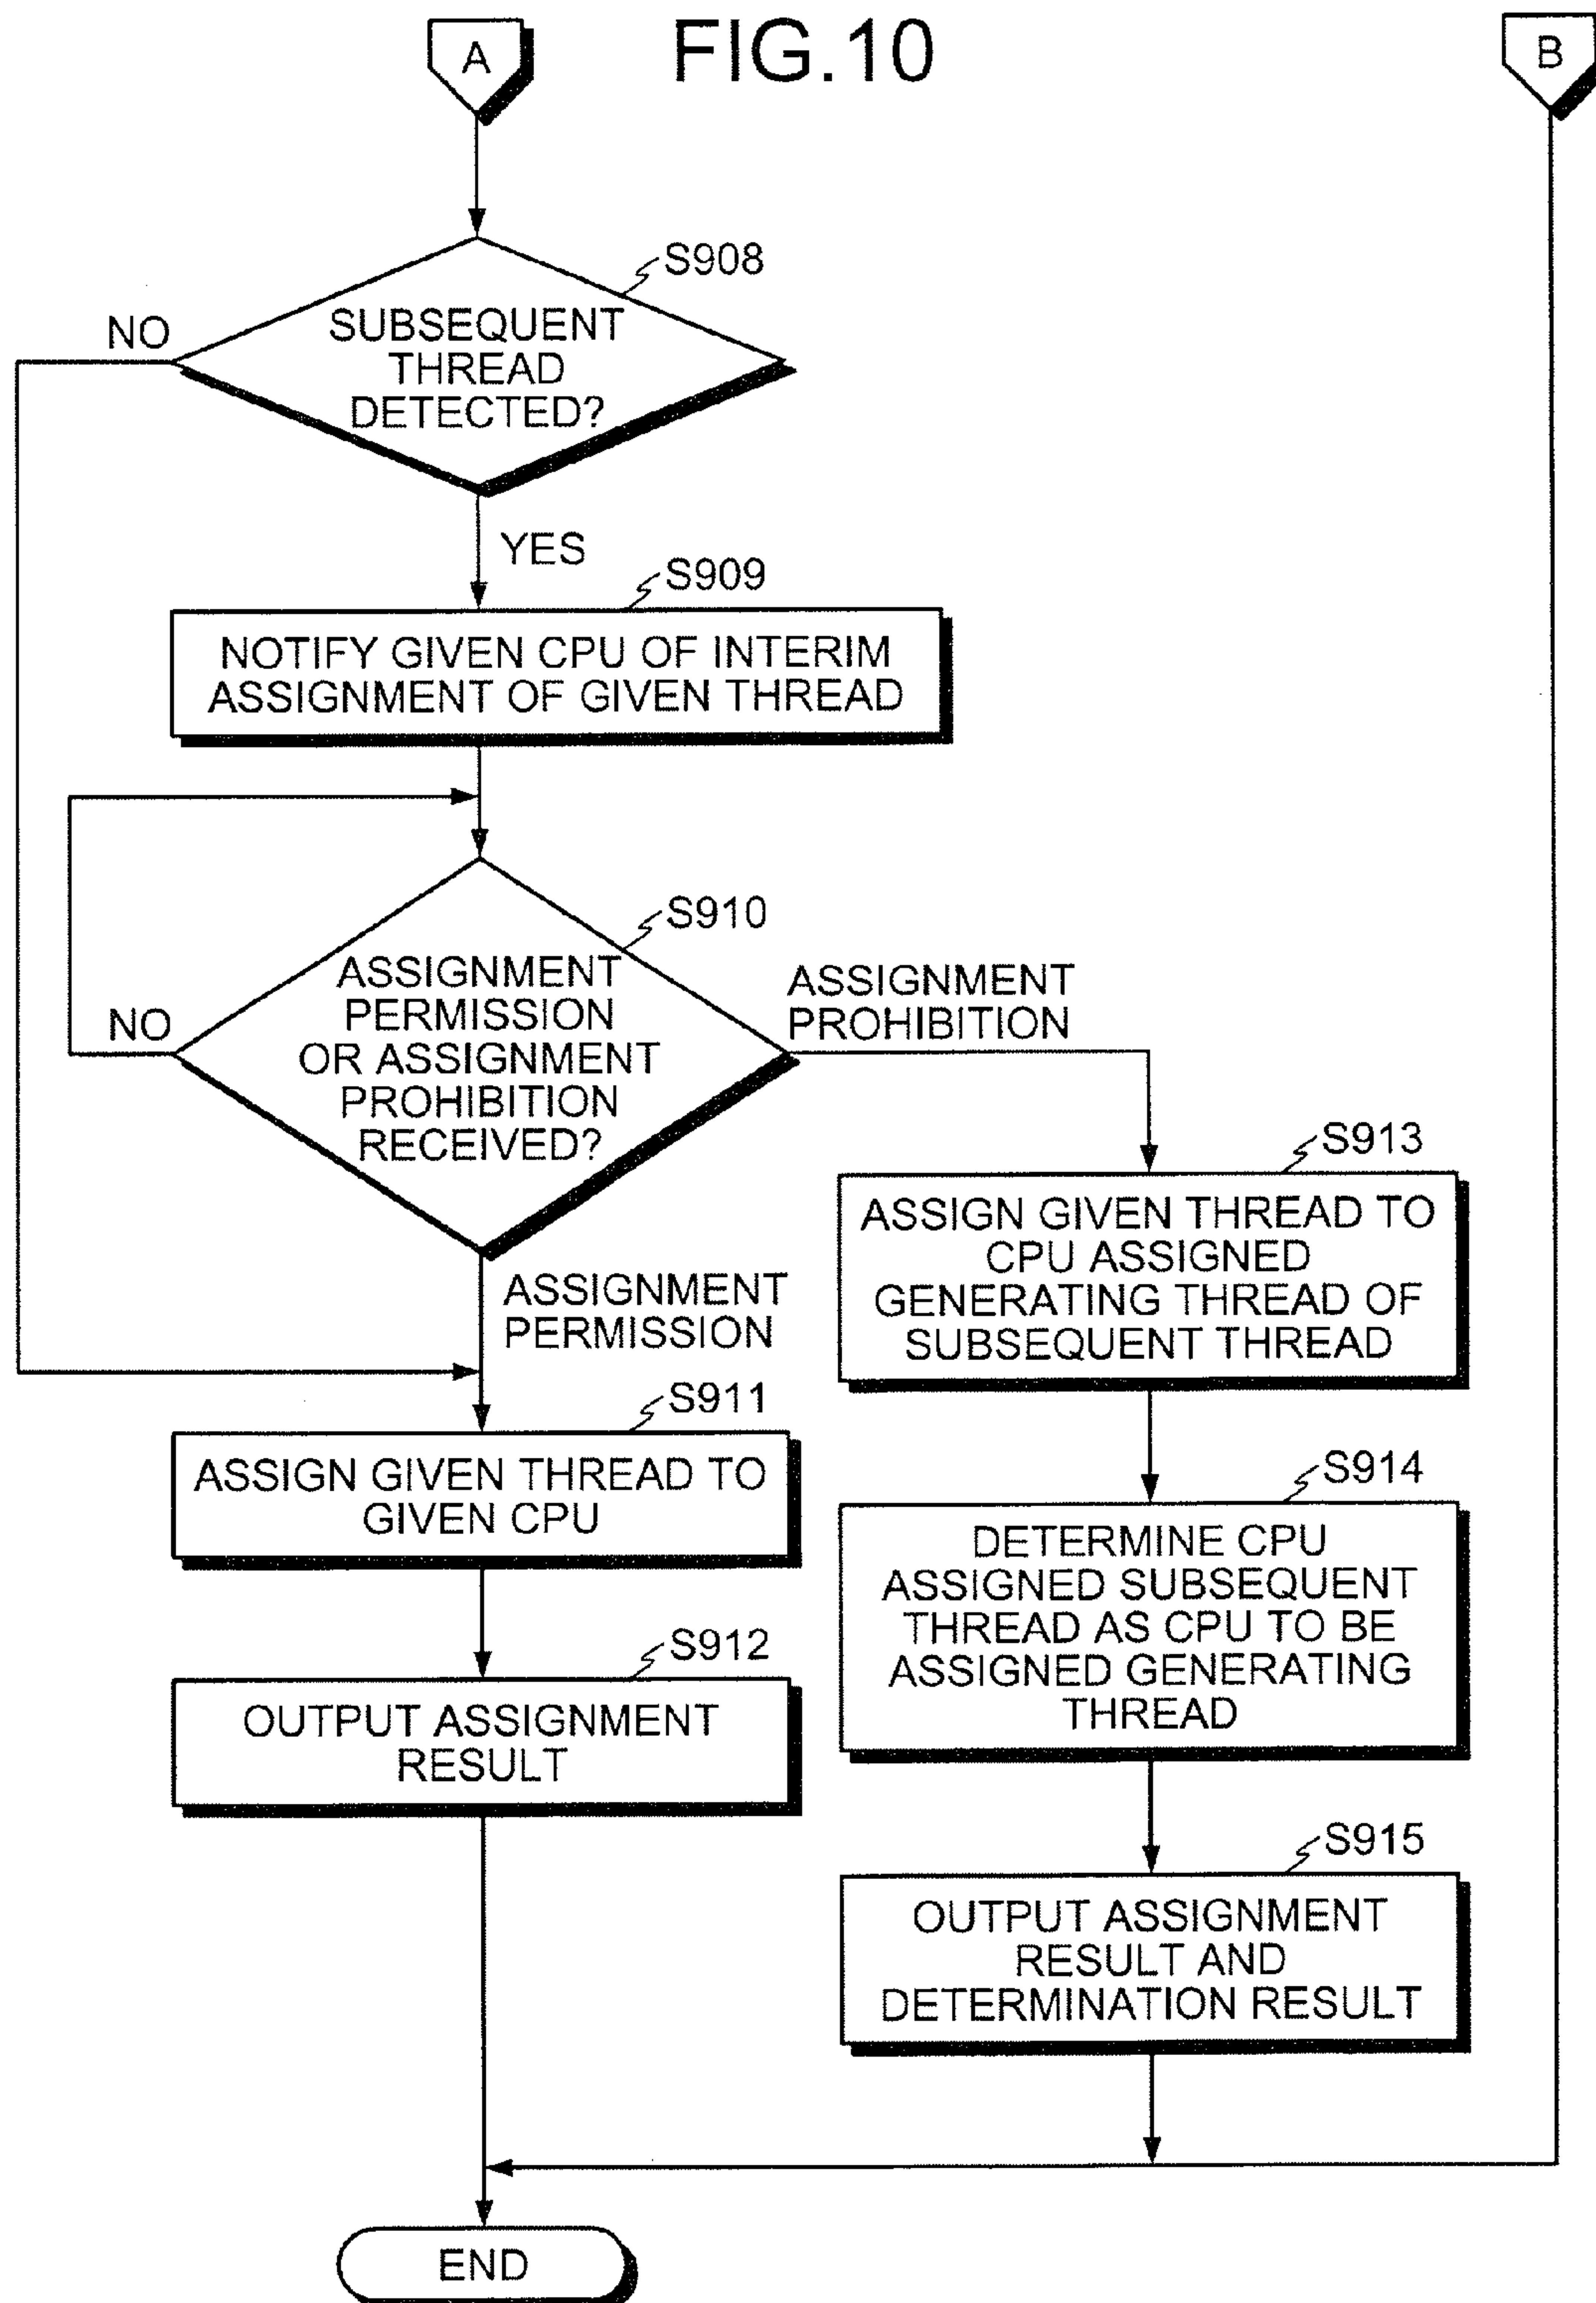 FIG.10
A
B
S908
SUBSEQUENT
THREAD
DETECTED?
NO
YES
S909
NOTIFY GIVEN CPU OF INTERIM
ASSIGNMENT OF GIVEN THREAD
S910
ASSIGNMENT
PERMISSION
OR ASSIGNMENT
PROHIBITION
RECEIVED?
NO
ASSIGNMENT
PROHIBITION
ASSIGNMENT
PERMISSION
S911
ASSIGN GIVEN THREAD TO
GIVEN CPU
S912
OUTPUT ASSIGNMENT
RESULT
S913
ASSIGN GIVEN THREAD TO
CPU ASSIGNED
GENERATING THREAD OF
SUBSEQUENT THREAD
S914
DETERMINE CPU
ASSIGNED SUBSEQUENT
THREAD AS CPU TO BE
ASSIGNED GENERATING
THREAD
S915
OUTPUT ASSIGNMENT
RESULT AND
DETERMINATION RESULT
END